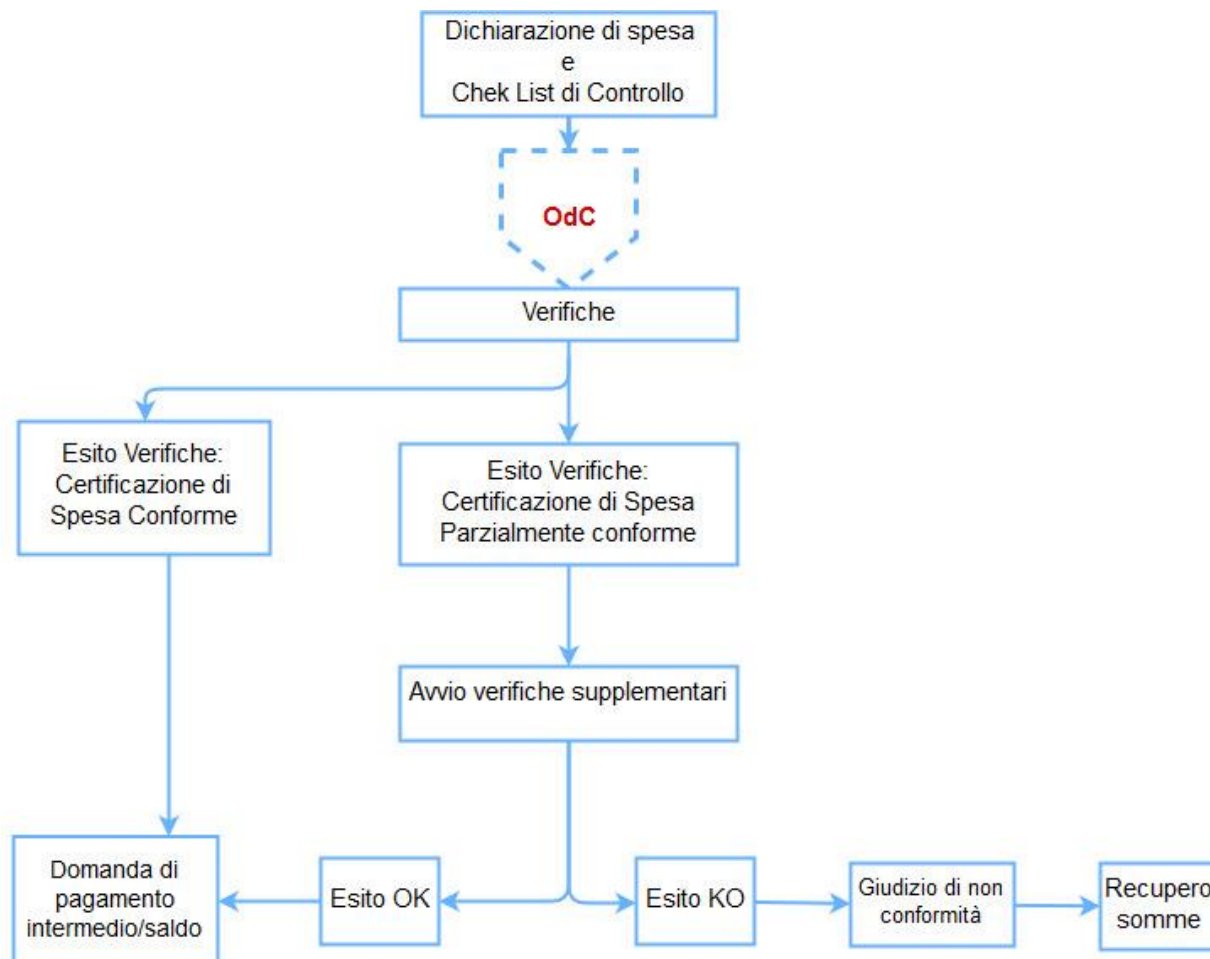 Dichiarazione di spesa
e
Chek List di Controllo
OdC
Verifiche
Esito Verifiche:
Certificazione di
Spesa Conforme
Esito Verifiche:
Certificazione di Spesa
Parzialmente conforme
Avvio verifiche supplementari
Domanda di
pagamento
intermedio/saldo
Esito OK
Esito KO
Giudizio di non
conformità
Recupero
somme